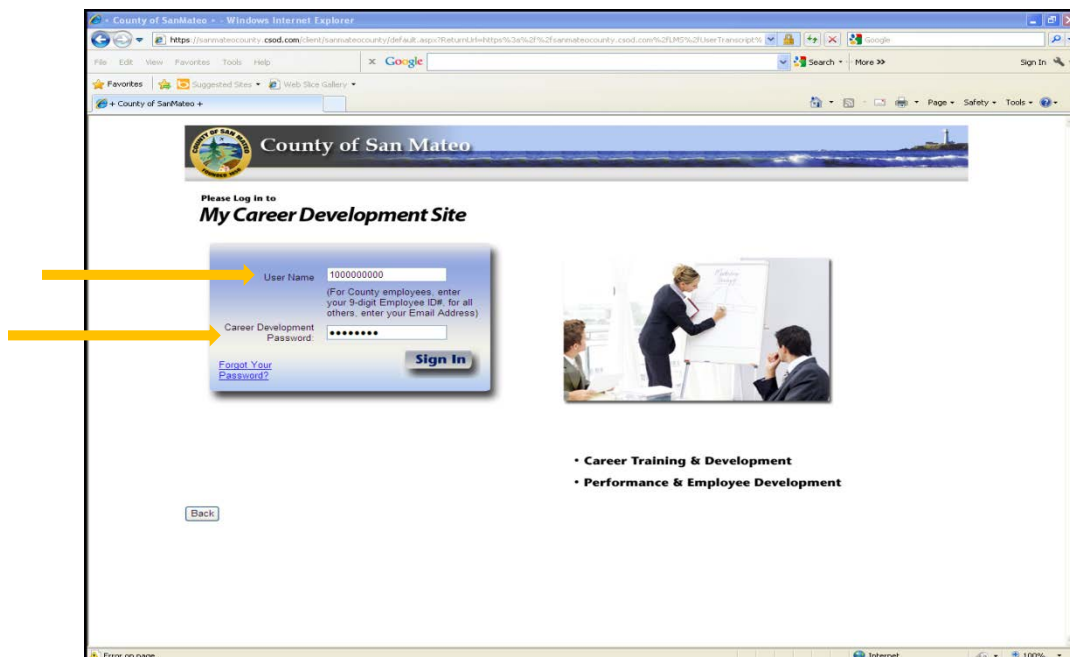 + County of SanMateo + - Windows Internet Explorer
https://sanmateocounty.csod.com/client/sanmateocounty/default.aspx?ReturnUrl=https%3a%2f%2fsanmateocounty.csod.com%2fLMS%2fUserTranscript%
Google
File Edit View Favorites Tools Help
x Google
Search
More »
Sign In
Favorites
Suggested Sites
Web Slice Gallery
+ County of SanMateo +
Page Safety Tools
COUNTY OF SAN MATEO
County of San Mateo
Please Log in to
My Career Development Site
User Name
1000000000
(For County employees, enter
your 9-digit Employee ID#, for all
others, enter your Email Address)
Career Development
Password:
••••••••
Forgot Your
Password?
Sign In
• Career Training & Development
• Performance & Employee Development
Back
Error on page
Internet
100%